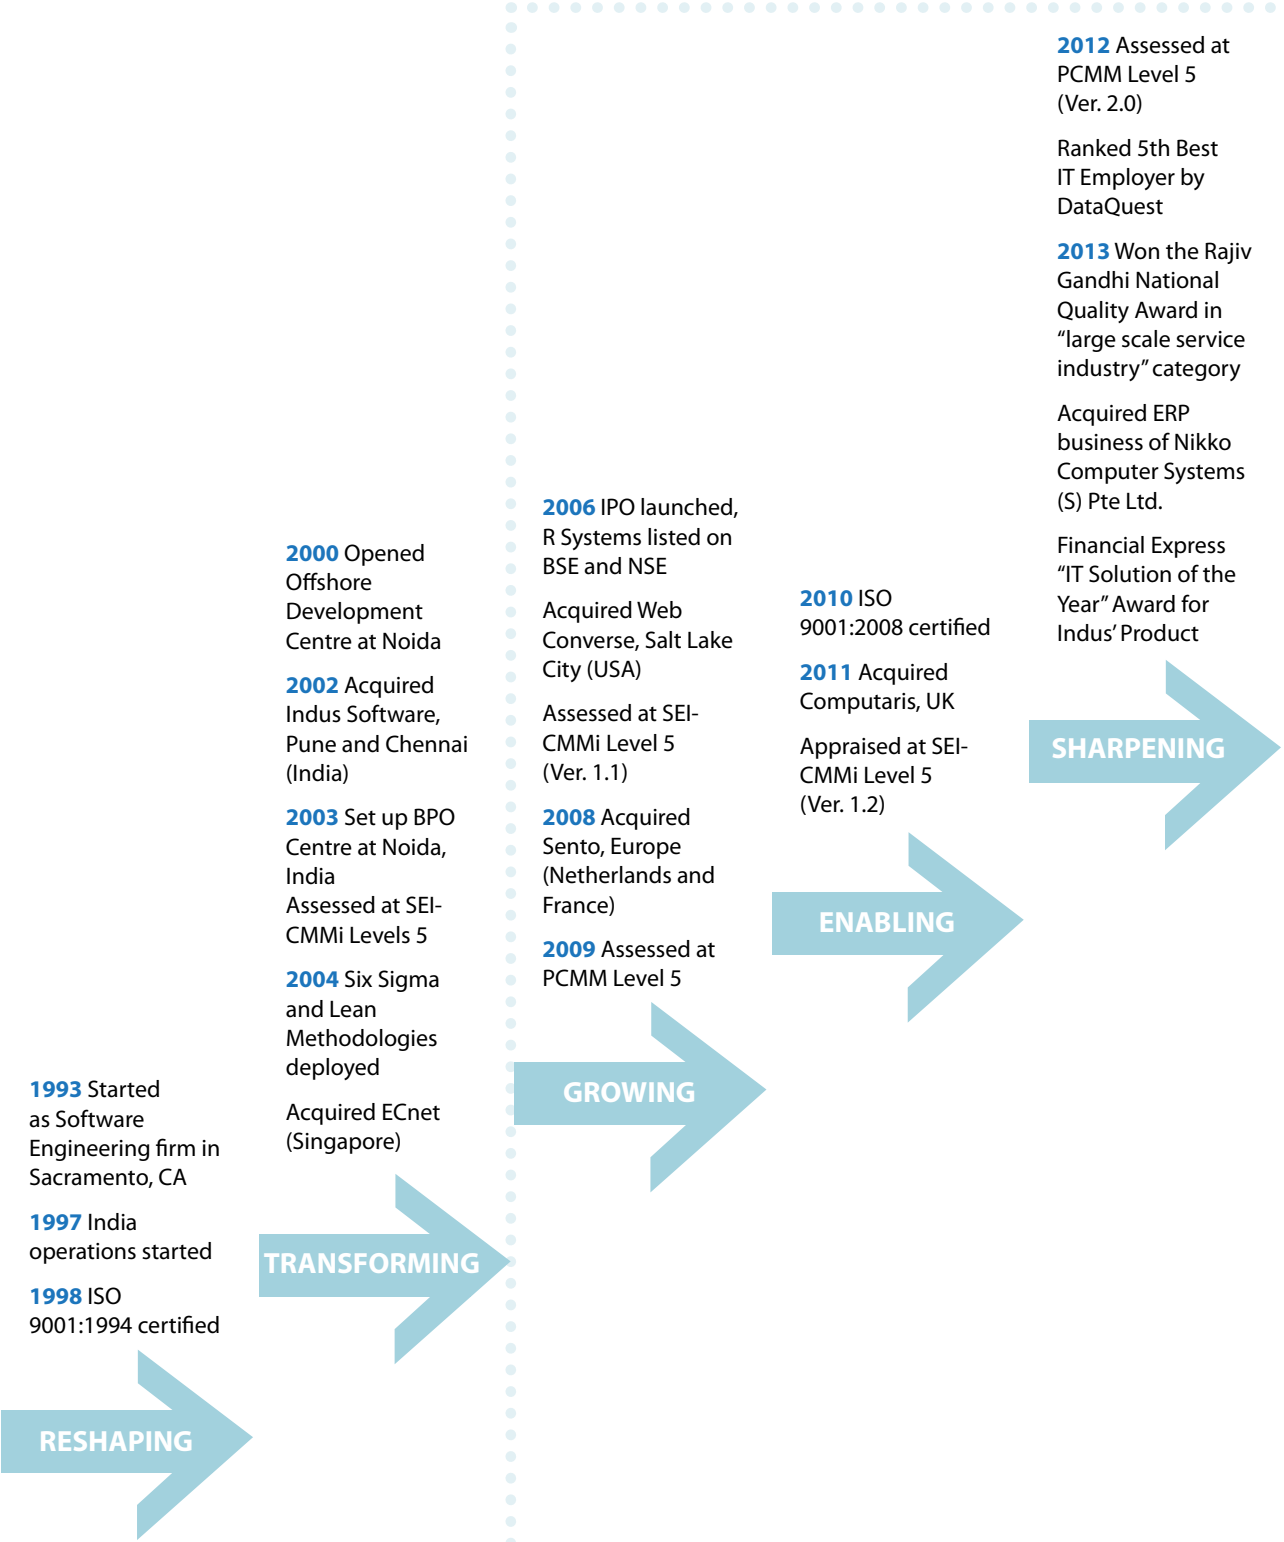 1993 Started
as Software
Engineering firm in
Sacramento, CA
1997 India
operations started
1998 ISO
9001:1994 certified
RESHAPING
2000 Opened
Offshore
Development
Centre at Noida
2002 Acquired
Indus Software,
Pune and Chennai
(India)
2003 Set up BPO
Centre at Noida,
India
Assessed at SEI-
CMMi Levels 5
2004 Six Sigma
and Lean
Methodologies
deployed
Acquired ECnet
(Singapore)
TRANSFORMING
2006 IPO launched,
R Systems listed on
BSE and NSE
Acquired Web
Converse, Salt Lake
City (USA)
Assessed at SEI-
CMMi Level 5
(Ver. 1.1)
2008 Acquired
Sento, Europe
(Netherlands and
France)
2009 Assessed at
PCMM Level 5
GROWING
2010 ISO
9001:2008 certified
2011 Acquired
Computaris, UK
Appraised at SEI-
CMMi Level 5
(Ver. 1.2)
ENABLING
2012 Assessed at
PCMM Level 5
(Ver. 2.0)
Ranked 5th Best
IT Employer by
DataQuest
2013 Won the Rajiv
Gandhi National
Quality Award in
“large scale service
industry” category
Acquired ERP
business of Nikko
Computer Systems
(S) Pte Ltd.
Financial Express
“IT Solution of the
Year” Award for
Indus’ Product
SHARPENING